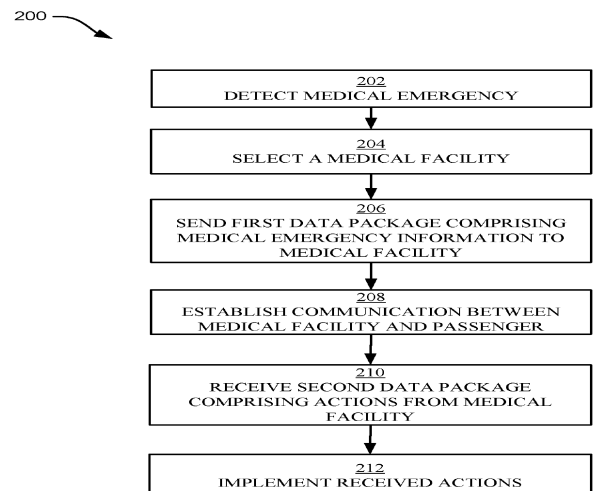 200
202
DETECT MEDICAL EMERGENCY
204
SELECT A MEDICAL FACILITY
206
SEND FIRST DATA PACKAGE COMPRISING
MEDICAL EMERGENCY INFORMATION TO
MEDICAL FACILITY
208
ESTABLISH COMMUNICATION BETWEEN
MEDICAL FACILITY AND PASSENGER
210
RECEIVE SECOND DATA PACKAGE
COMPRISING ACTIONS FROM MEDICAL
FACILITY
212
IMPLEMENT RECEIVED ACTIONS